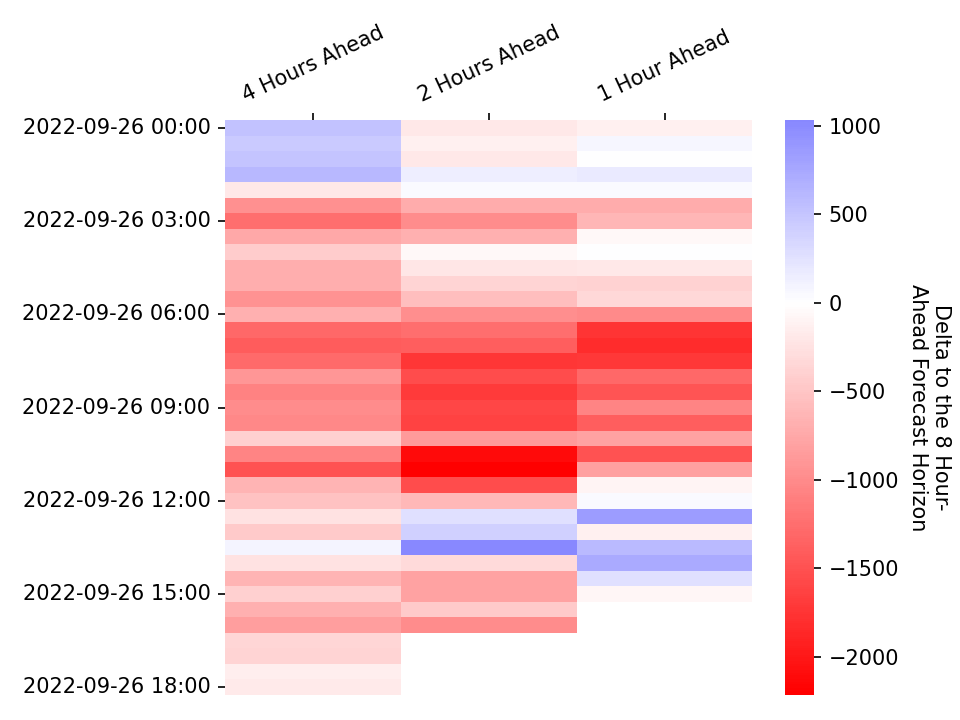 4 Hours Ahead
2 Hours Ahead
1 Hour Ahead
2022-09-26 00:00
2022-09-26 03:00
2022-09-26 06:00
2022-09-26 09:00
2022-09-26 12:00
2022-09-26 15:00
2022-09-26 18:00
1000
500
0
−500
−1000
−1500
−2000
Delta to the 8 Hour-
Ahead Forecast Horizon